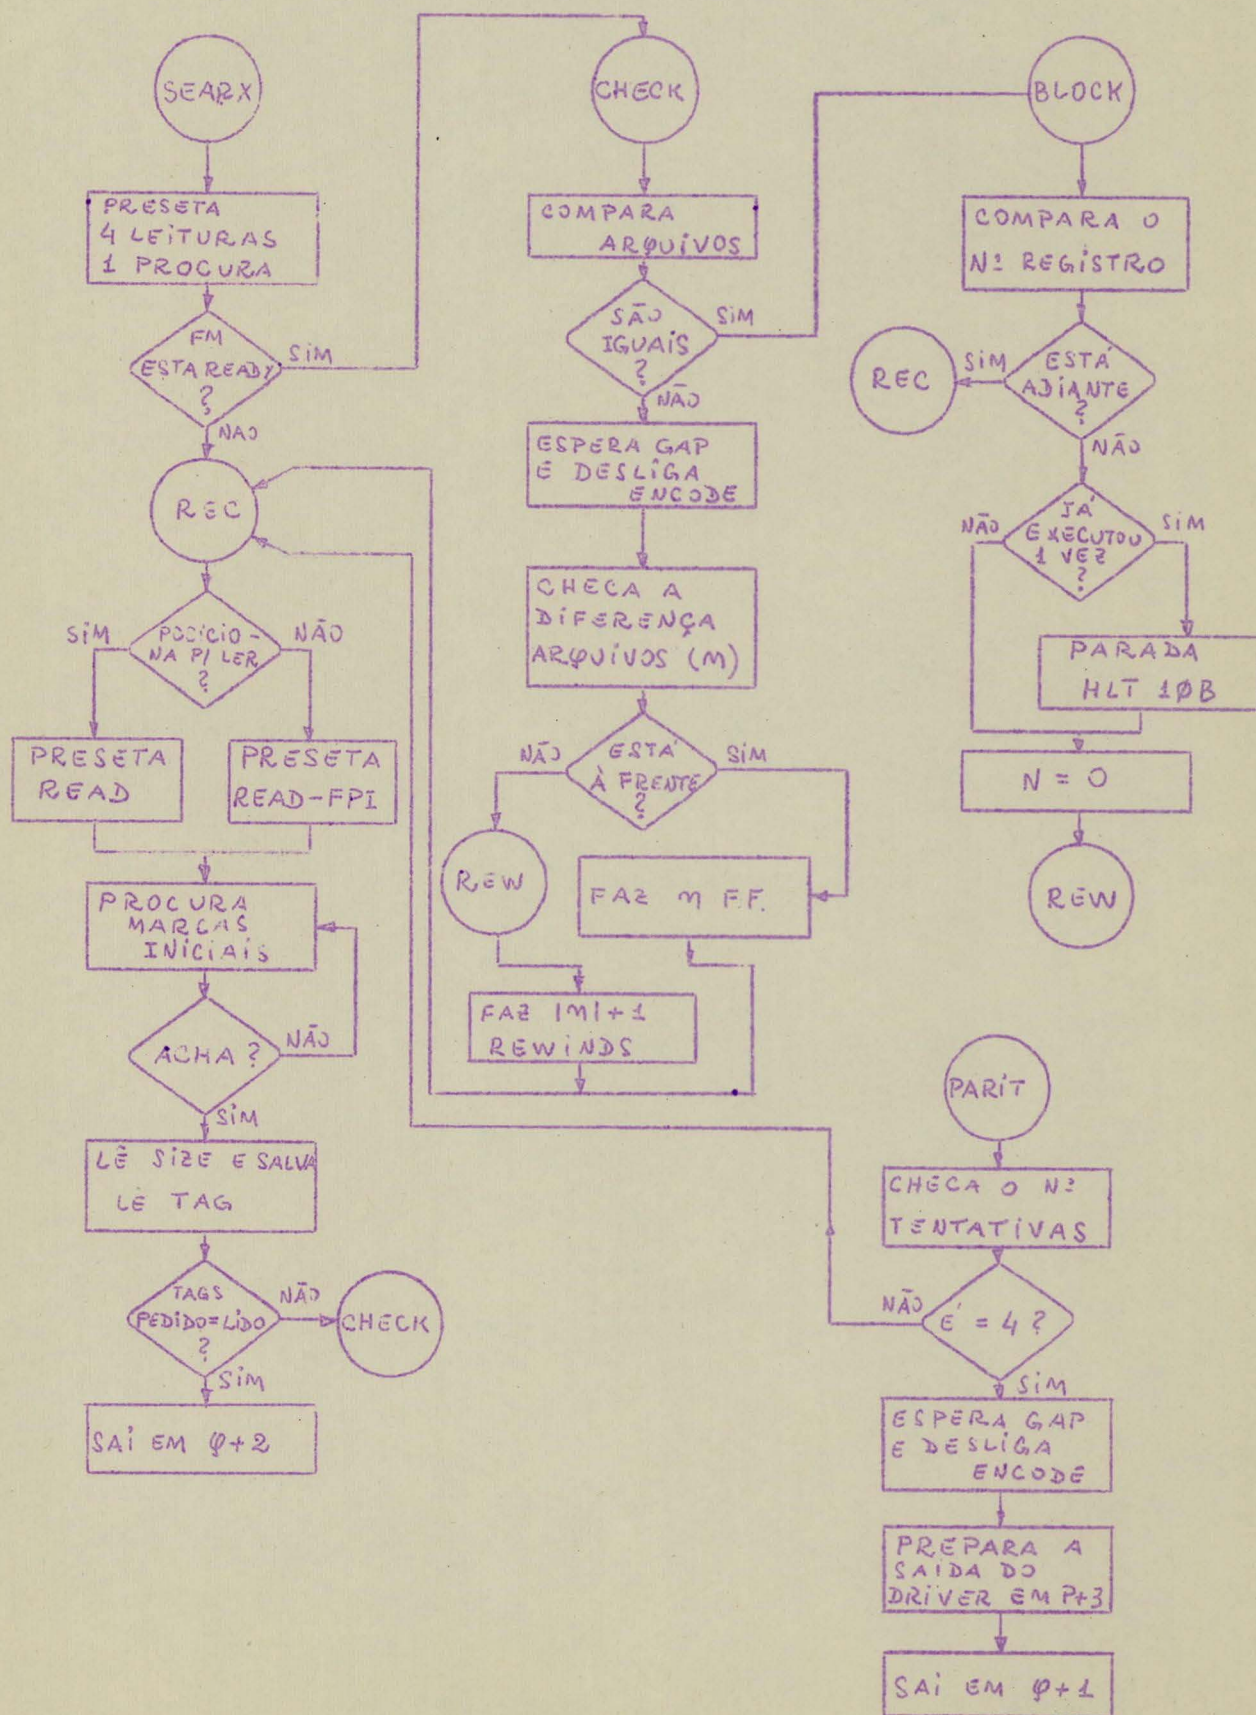 SEARX
PRESETA
4 LEiTURAS
1 PROCURA
FM
ESTA READY
?
SiM
NAO
REC
POSiCiO-
NA P/ LER
?
SiM
NÃO
PRESETA
READ
PRESETA
READ-FPI
PROCURA
MARCAS
INiCiAiS
ACHA ?
NÃO
SiM
LÊ SiZE E SALVA
LE TAG
TAGS
PEDiDO=LiDO
?
NÃO
CHECK
SiM
SAi EM φ+2
CHECK
COMPARA
ARQUiVOS
SÃO
IGUAiS
?
SiM
NÃO
ESPERA GAP
E DESLiGA
ENCODE
CHECA A
DiFERENÇA
ARQUiVOS (M)
ESTÁ
À FRENTE
?
NÃO
SiM
REW
FAZ M F.F.
FAZ |M|+1
REWiNDS
BLOCK
COMPARA O
Nº REGiSTRO
ESTÁ
ADiANTE
?
SiM
REC
NÃO
JÁ
EXECUTOU
1 VEZ
?
NÃO
SiM
PARADA
HLT 1ØB
N = O
REW
PARiT
CHECA O Nº
TENTATiVAS
É = 4 ?
NÃO
SiM
ESPERA GAP
E DESLiGA
ENCODE
PREPARA A
SAiDA DO
DRiVER EM P+3
SAi EM φ+1